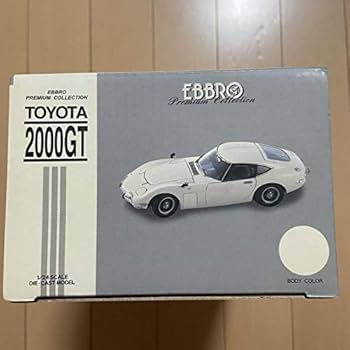 EBBRO
PREMIUM COLLECTION
TOYOTA
2000GT
1/24 SCALE
DIE-CAST MODEL
EBBRO
Premium Collection
BODY COLOR